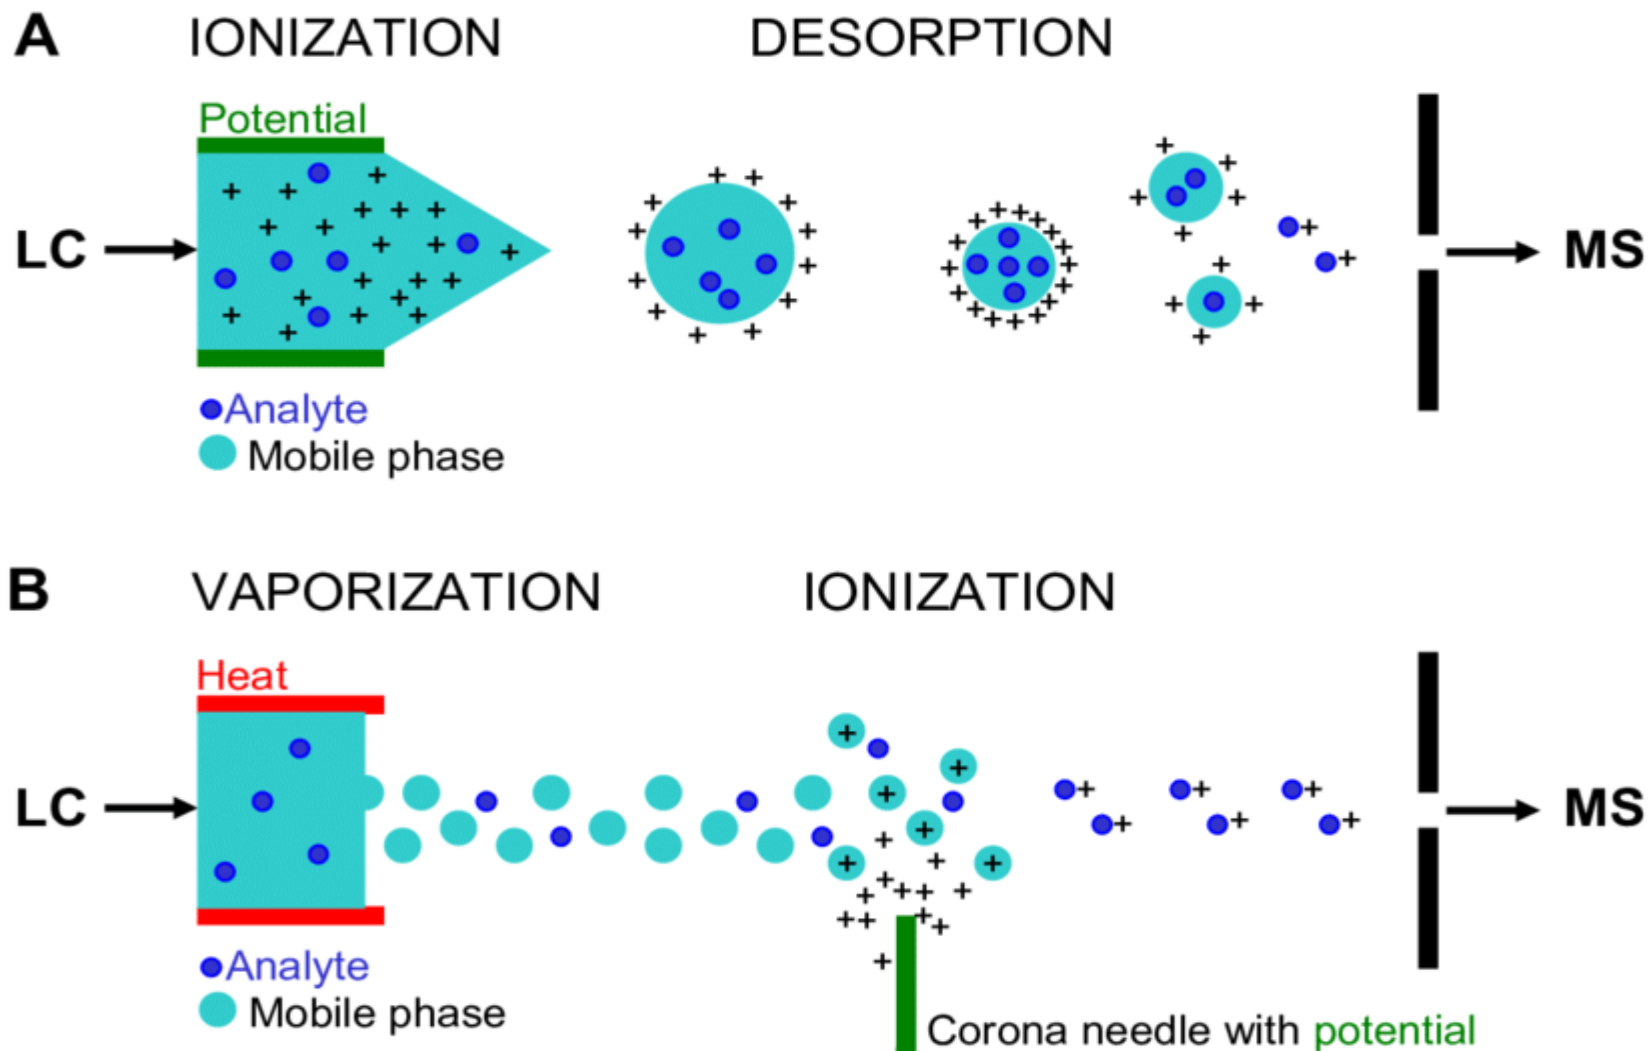 A IONIZATION DESORPTION
Potential
LC MS
Analyte
Mobile phase
B VAPORIZATION IONIZATION
Heat
LC MS
Analyte
Mobile phase
Corona needle with potential